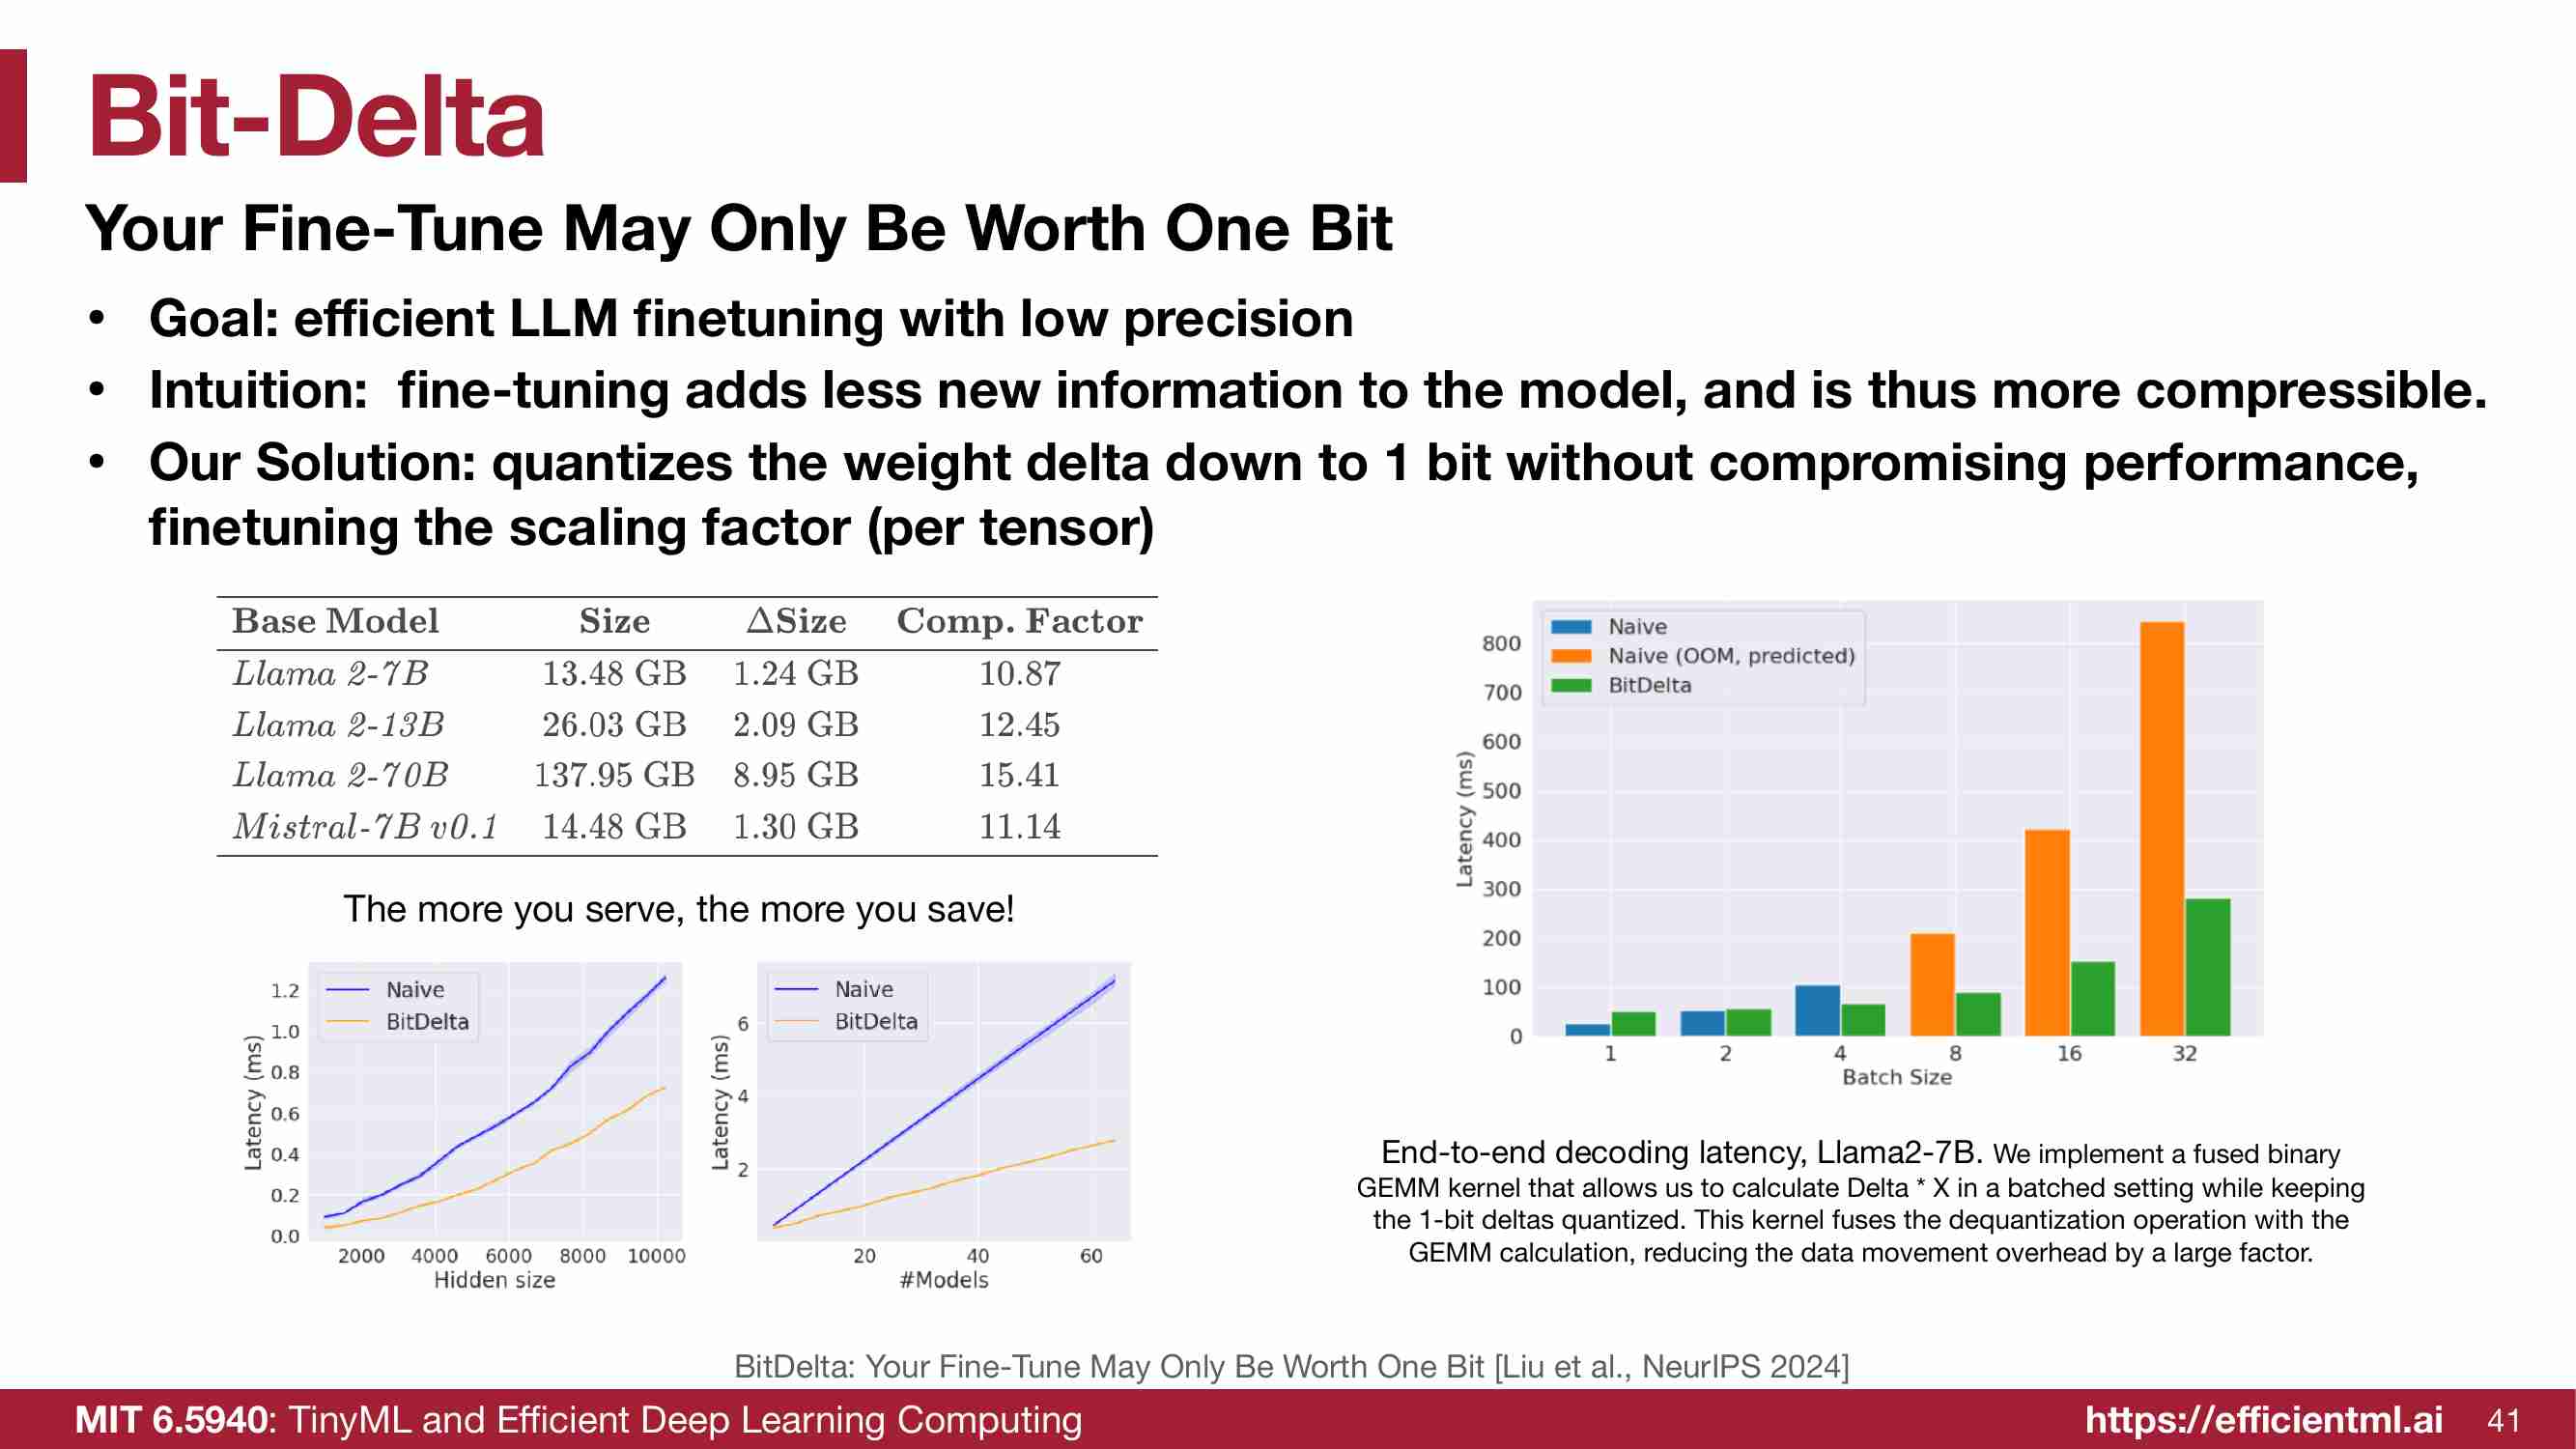 Bit-Delta
Your Fine-Tune May Only Be Worth One Bit
• Goal: efficient LLM finetuning with low precision
• Intuition: fine-tuning adds less new information to the model, and is thus more compressible.
• Our Solution: quantizes the weight delta down to 1 bit without compromising performance,
finetuning the scaling factor (per tensor)
Base Model Size ΔSize Comp. Factor
Llama 2-7B 13.48 GB 1.24 GB 10.87
Llama 2-13B 26.03 GB 2.09 GB 12.45
Llama 2-70B 137.95 GB 8.95 GB 15.41
Mistral-7B v0.1 14.48 GB 1.30 GB 11.14
The more you serve, the more you save!
Naive
BitDelta
1.2
1.0
0.8
0.6
0.4
0.2
0.0
Latency (ms)
2000 4000 6000 8000 10000
Hidden size
Naive
BitDelta
6
4
2
Latency (ms)
20 40 60
#Models
Naive
Naive (OOM, predicted)
BitDelta
800
700
600
500
400
300
200
100
0
Latency (ms)
1 2 4 8 16 32
Batch Size
End-to-end decoding latency, Llama2-7B. We implement a fused binary
GEMM kernel that allows us to calculate Delta * X in a batched setting while keeping
the 1-bit deltas quantized. This kernel fuses the dequantization operation with the
GEMM calculation, reducing the data movement overhead by a large factor.
BitDelta: Your Fine-Tune May Only Be Worth One Bit [Liu et al., NeurIPS 2024]
MIT 6.5940: TinyML and Efficient Deep Learning Computing
https://efficientml.ai 41